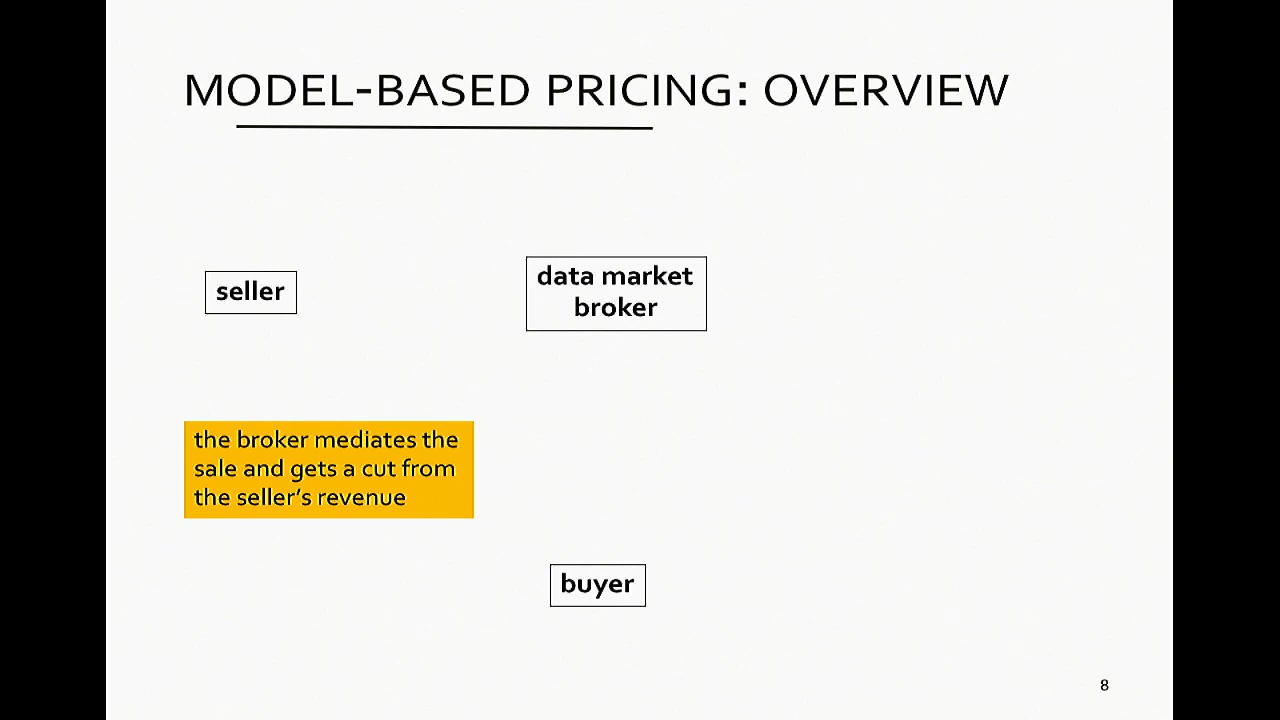 MODEL-BASED PRICING: OVERVIEW
seller
data market
broker
the broker mediates the
sale and gets a cut from
the seller's revenue
buyer
8